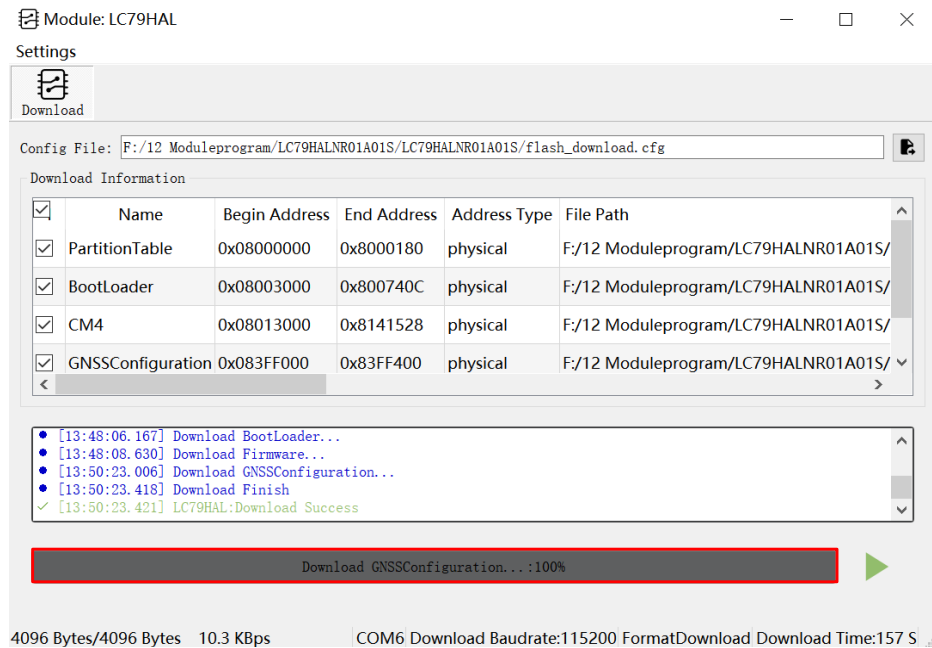 Module: LC79HAL
Settings
Download
Config File: F:/12 Moduleprogram/LC79HALNR01A01S/LC79HALNR01A01S/flash_download.cfg
Download Information
Name Begin Address End Address Address Type File Path
PartitionTable 0x08000000 0x8000180 physical F:/12 Moduleprogram/LC79HALNR01A01S/
BootLoader 0x08003000 0x800740C physical F:/12 Moduleprogram/LC79HALNR01A01S/
CM4 0x08013000 0x8141528 physical F:/12 Moduleprogram/LC79HALNR01A01S/
GNSSConfiguration 0x083FF000 0x83FF400 physical F:/12 Moduleprogram/LC79HALNR01A01S/
[13:48:06.167] Download BootLoader...
[13:48:08.630] Download Firmware...
[13:50:23.006] Download GNSSConfiguration...
[13:50:23.418] Download Finish
[13:50:23.421] LC79HAL:Download Success
Download GNSSConfiguration...:100%
4096 Bytes/4096 Bytes 10.3 KBps COM6 Download Baudrate:115200 FormatDownload Download Time:157 S